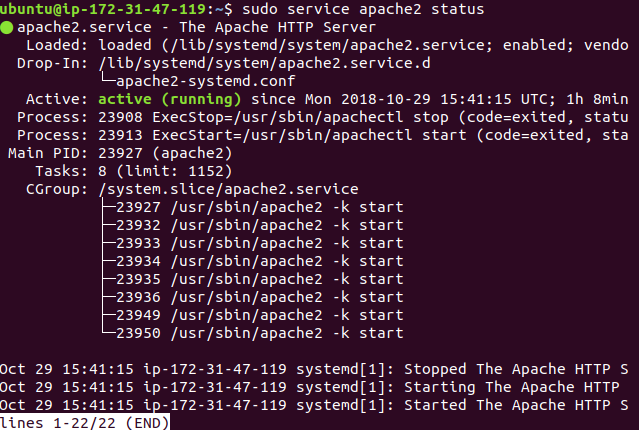 ubuntu@ip-172-31-47-119:~$ sudo service apache2 status
● apache2.service - The Apache HTTP Server
   Loaded: loaded (/lib/systemd/system/apache2.service; enabled; vendo
  Drop-In: /lib/systemd/system/apache2.service.d
           └─apache2-systemd.conf
   Active: active (running) since Mon 2018-10-29 15:41:15 UTC; 1h 8min
  Process: 23908 ExecStop=/usr/sbin/apachectl stop (code=exited, statu
  Process: 23913 ExecStart=/usr/sbin/apachectl start (code=exited, sta
 Main PID: 23927 (apache2)
    Tasks: 8 (limit: 1152)
   CGroup: /system.slice/apache2.service
           ├─23927 /usr/sbin/apache2 -k start
           ├─23932 /usr/sbin/apache2 -k start
           ├─23933 /usr/sbin/apache2 -k start
           ├─23934 /usr/sbin/apache2 -k start
           ├─23935 /usr/sbin/apache2 -k start
           ├─23936 /usr/sbin/apache2 -k start
           ├─23949 /usr/sbin/apache2 -k start
           └─23950 /usr/sbin/apache2 -k start
Oct 29 15:41:15 ip-172-31-47-119 systemd[1]: Stopped The Apache HTTP S
Oct 29 15:41:15 ip-172-31-47-119 systemd[1]: Starting The Apache HTTP
Oct 29 15:41:15 ip-172-31-47-119 systemd[1]: Started The Apache HTTP S
lines 1-22/22 (END)